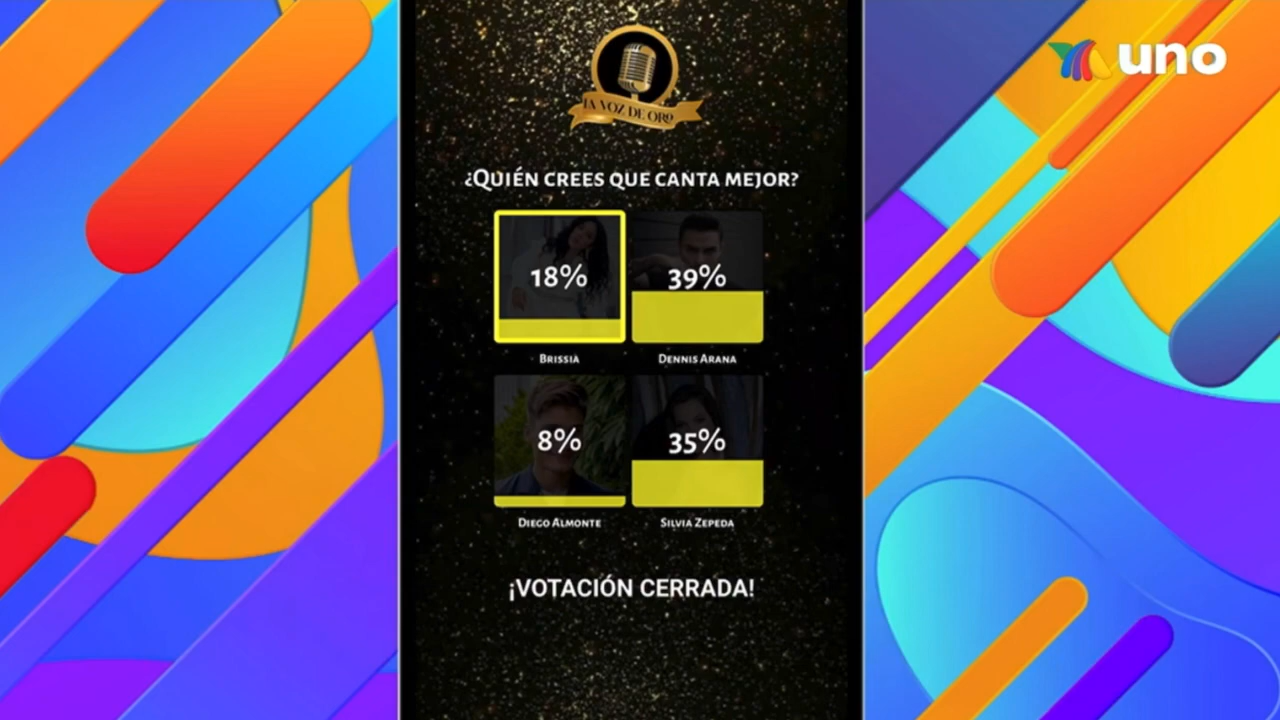 uno
LA VOZ DE ORO
¿QUIÉN CREES QUE CANTA MEJOR?
18%
39%
BRISSIA
DENNIS ARANA
8%
35%
DIEGO ALMONTE
SILVIA ZEPEDA
¡VOTACIÓN CERRADA!